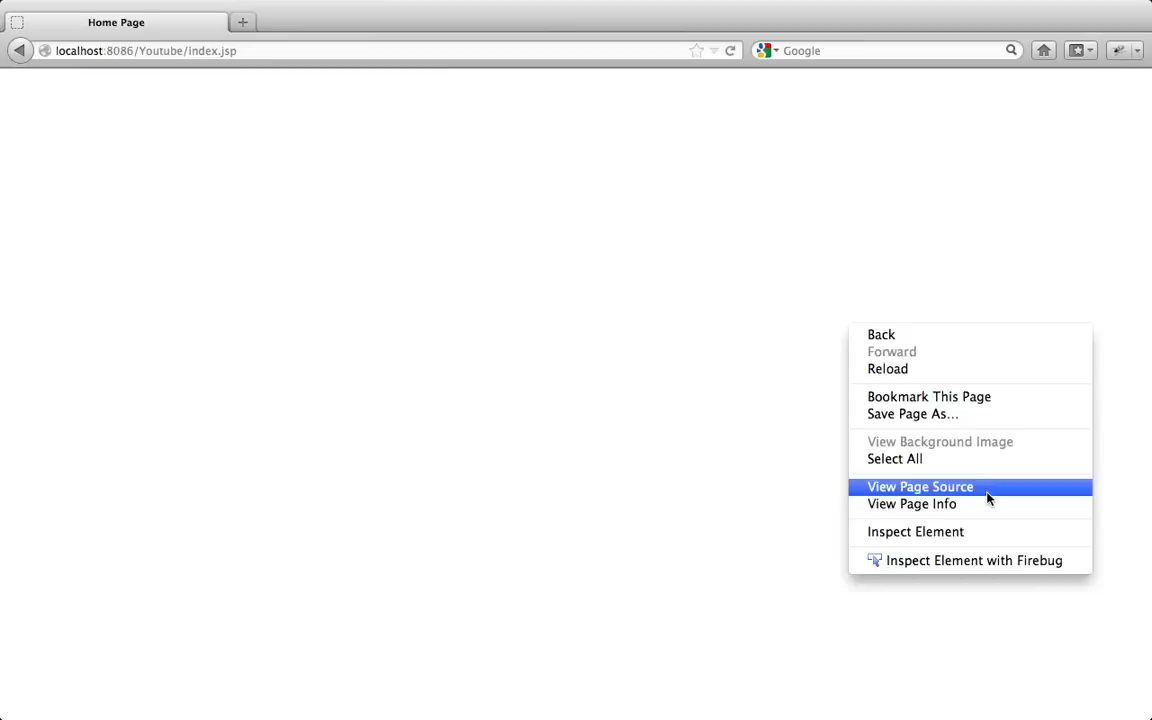 Home Page
localhost:8086/Youtube/index.jsp
Google
Back
Forward
Reload
Bookmark This Page
Save Page As...
View Background Image
Select All
View Page Source
View Page Info
Inspect Element
Inspect Element with Firebug